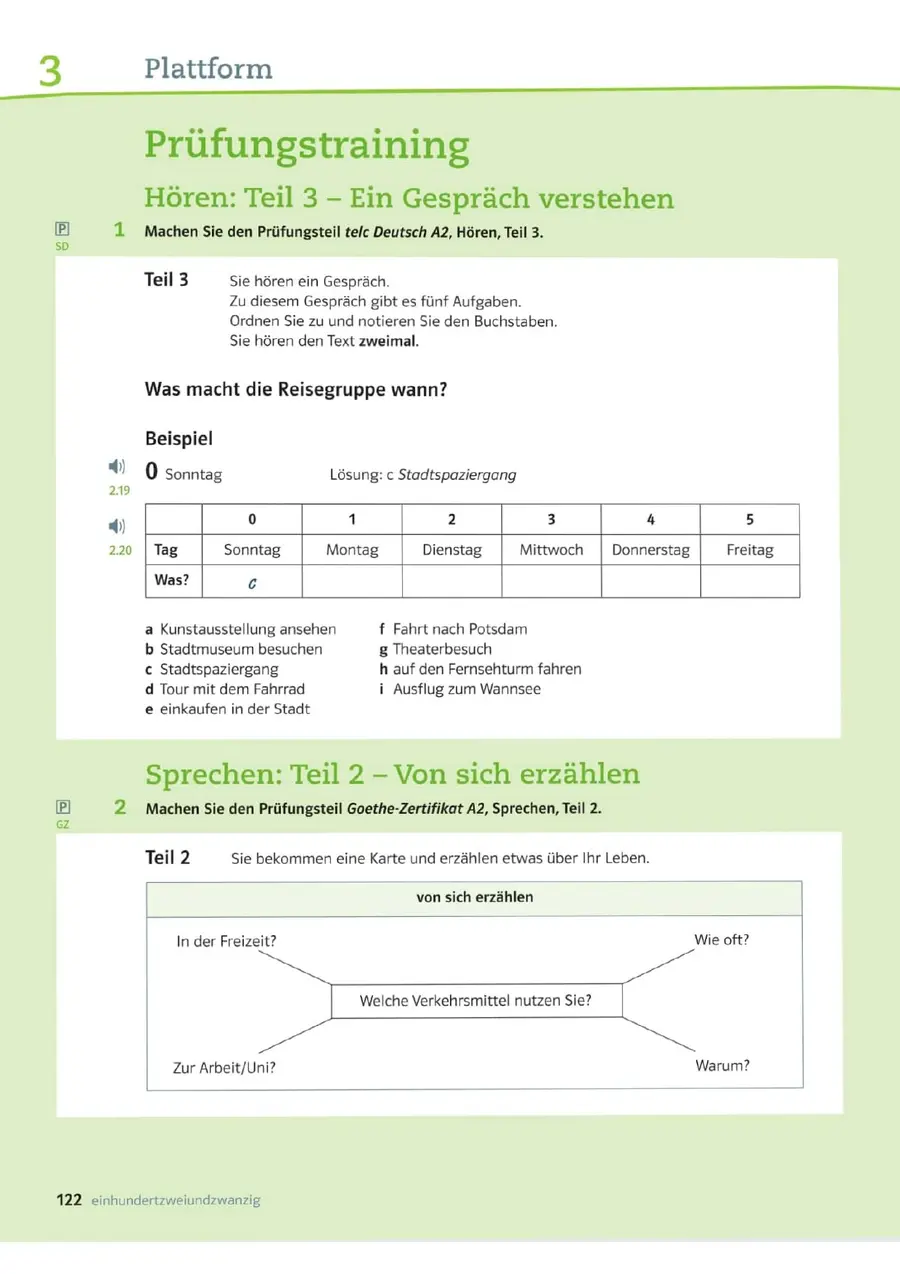 3 Plattform
Prüfungstraining
Hören: Teil 3 – Ein Gespräch verstehen
P
SD
1 Machen Sie den Prüfungsteil telc Deutsch A2, Hören, Teil 3.
Teil 3 Sie hören ein Gespräch.
Zu diesem Gespräch gibt es fünf Aufgaben.
Ordnen Sie zu und notieren Sie den Buchstaben.
Sie hören den Text zweimal.
Was macht die Reisegruppe wann?
Beispiel
0 Sonntag Lösung: c Stadtspaziergang
2.19
0 1 2 3 4 5
2.20 Tag Sonntag Montag Dienstag Mittwoch Donnerstag Freitag
Was? c
a Kunstausstellung ansehen
b Stadtmuseum besuchen
c Stadtspaziergang
d Tour mit dem Fahrrad
e einkaufen in der Stadt
f Fahrt nach Potsdam
g Theaterbesuch
h auf den Fernsehturm fahren
i Ausflug zum Wannsee
Sprechen: Teil 2 – Von sich erzählen
P
GZ
2 Machen Sie den Prüfungsteil Goethe-Zertifikat A2, Sprechen, Teil 2.
Teil 2 Sie bekommen eine Karte und erzählen etwas über Ihr Leben.
von sich erzählen
In der Freizeit? Wie oft?
Welche Verkehrsmittel nutzen Sie?
Zur Arbeit/Uni? Warum?
122 einhundertzweiundzwanzig